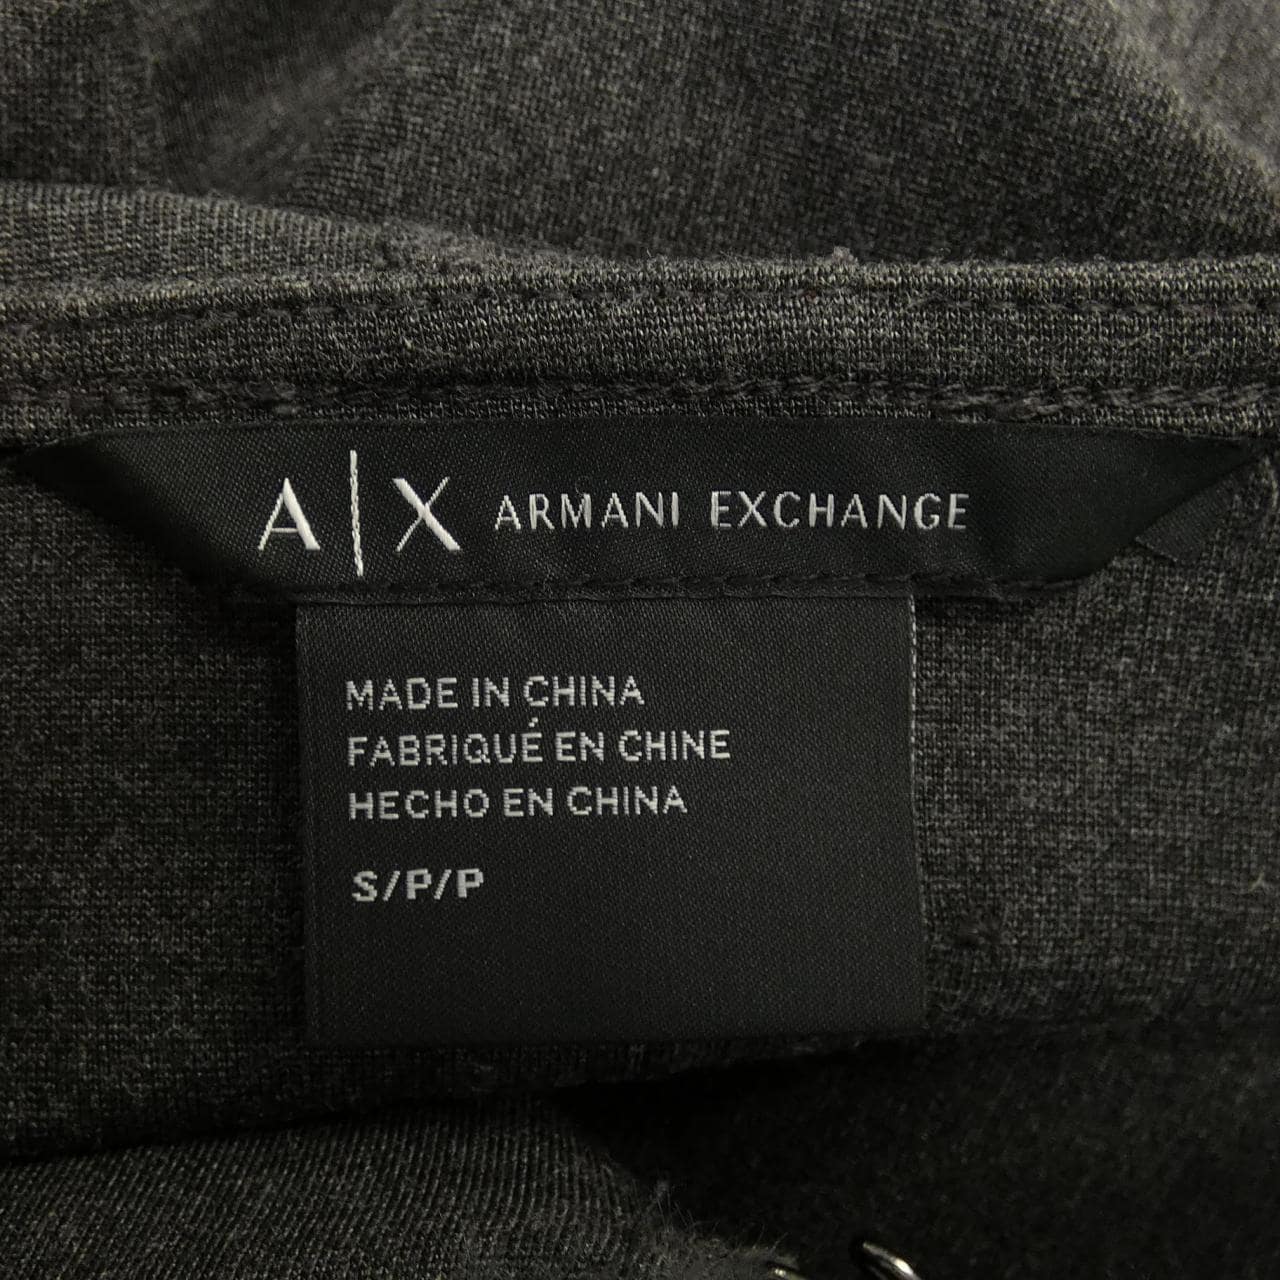 A|X ARMANI EXCHANGE
MADE IN CHINA
FABRIQUÉ EN CHINE
HECHO EN CHINA
S/P/P